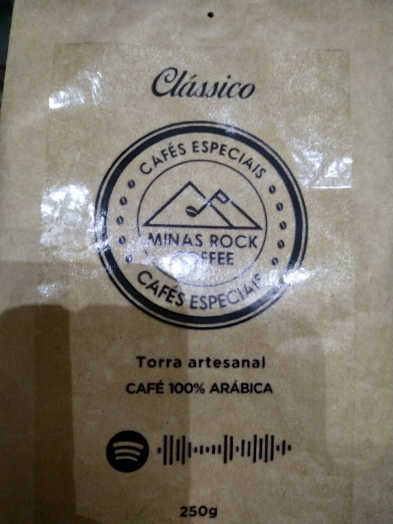 Clássico
CAFÉS ESPECIAIS
MINAS ROCK
COFFEE
CAFÉS ESPECIAIS
Torra artesanal
CAFÉ 100% ARÁBICA
250g